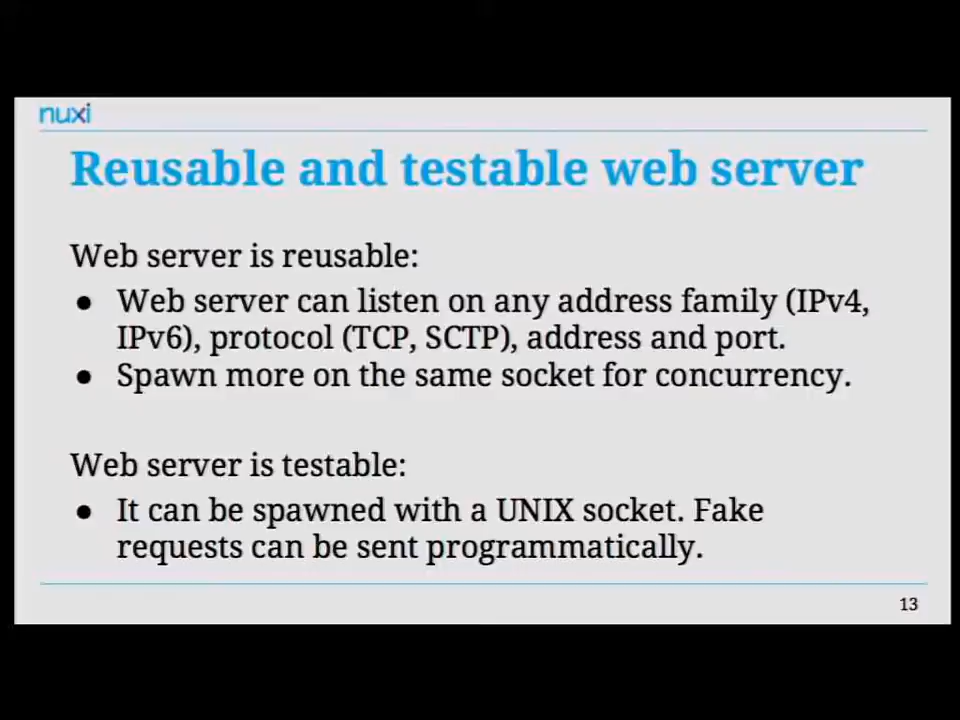 nuxi
Reusable and testable web server
Web server is reusable:
● Web server can listen on any address family (IPv4,
IPv6), protocol (TCP, SCTP), address and port.
● Spawn more on the same socket for concurrency.
Web server is testable:
● It can be spawned with a UNIX socket. Fake
requests can be sent programmatically.
13